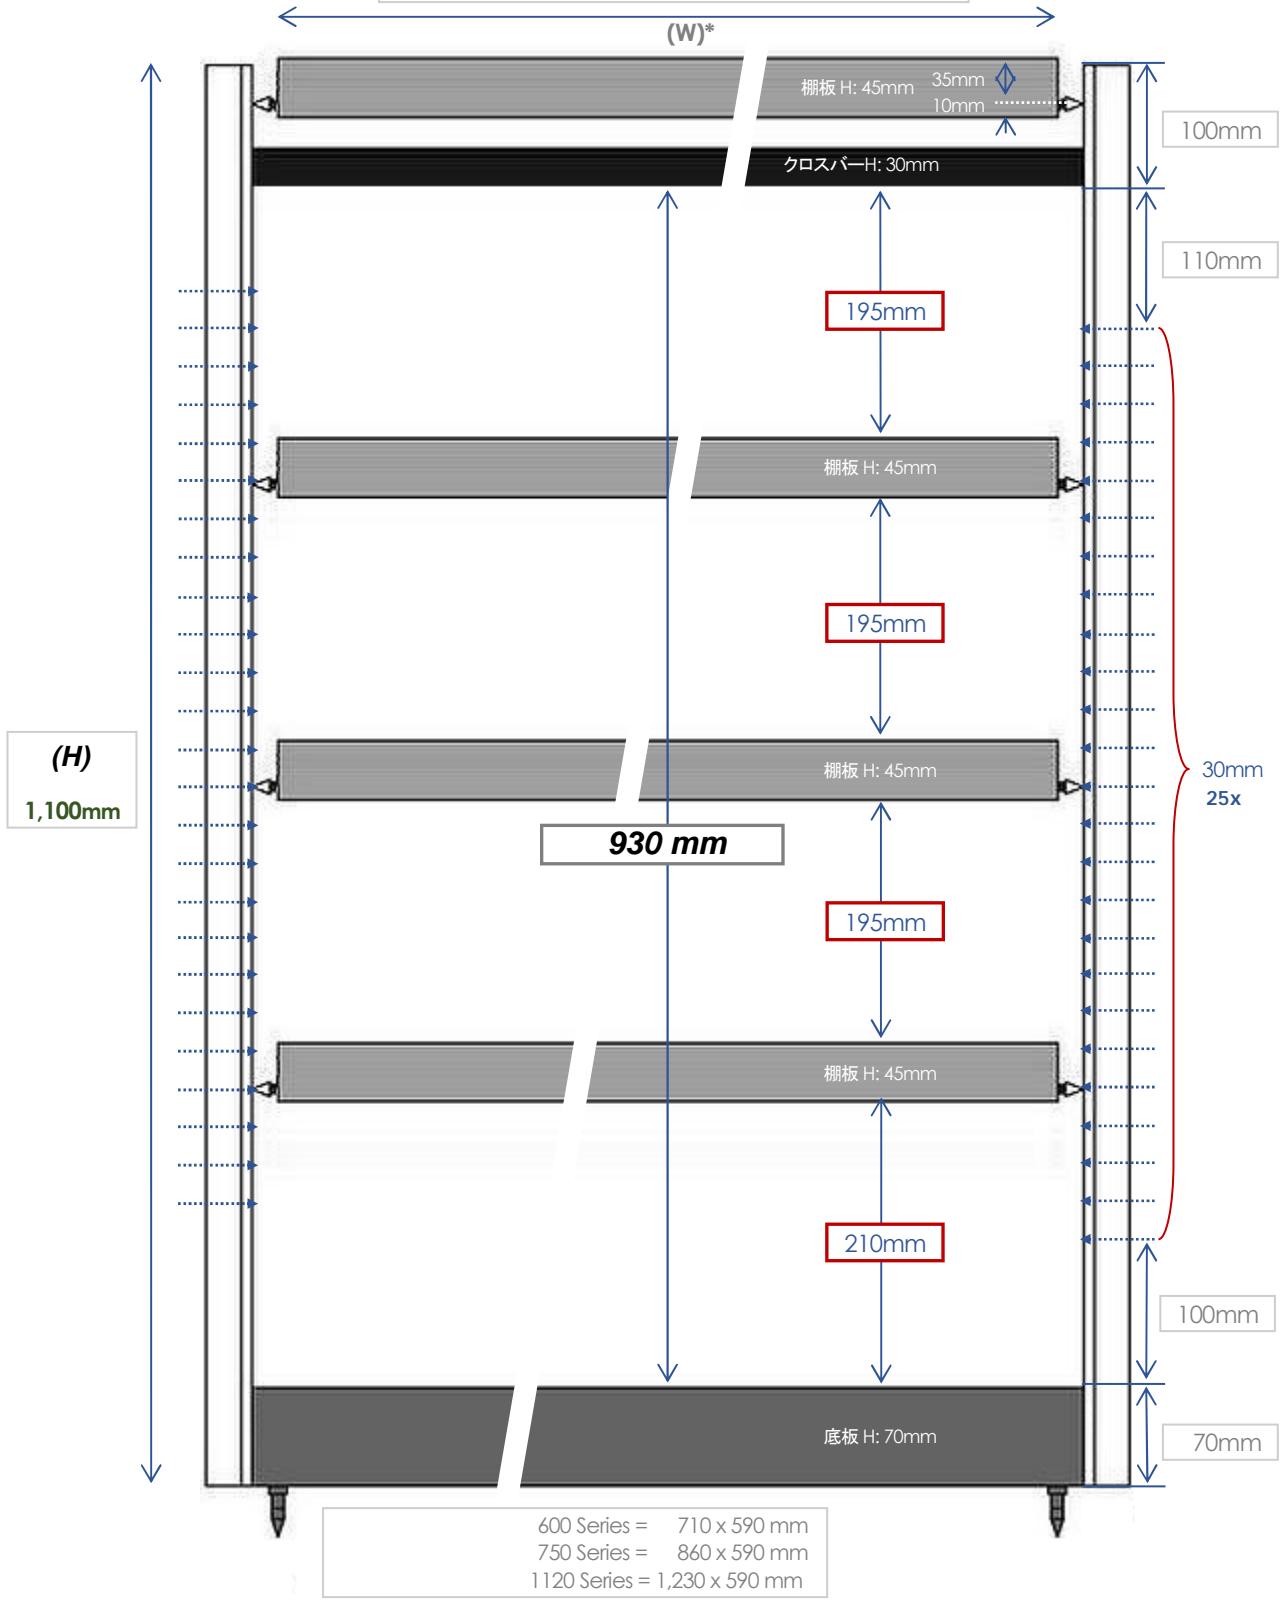 (W)*
棚板 H: 45mm
35mm
10mm
100mm
クロスバーH: 30mm
110mm
195mm
棚板 H: 45mm
195mm
(H)
1,100mm
棚板 H: 45mm
30mm
25x
930 mm
195mm
棚板 H: 45mm
210mm
100mm
底板 H: 70mm
70mm
600 Series = 710 x 590 mm
750 Series = 860 x 590 mm
1120 Series = 1,230 x 590 mm